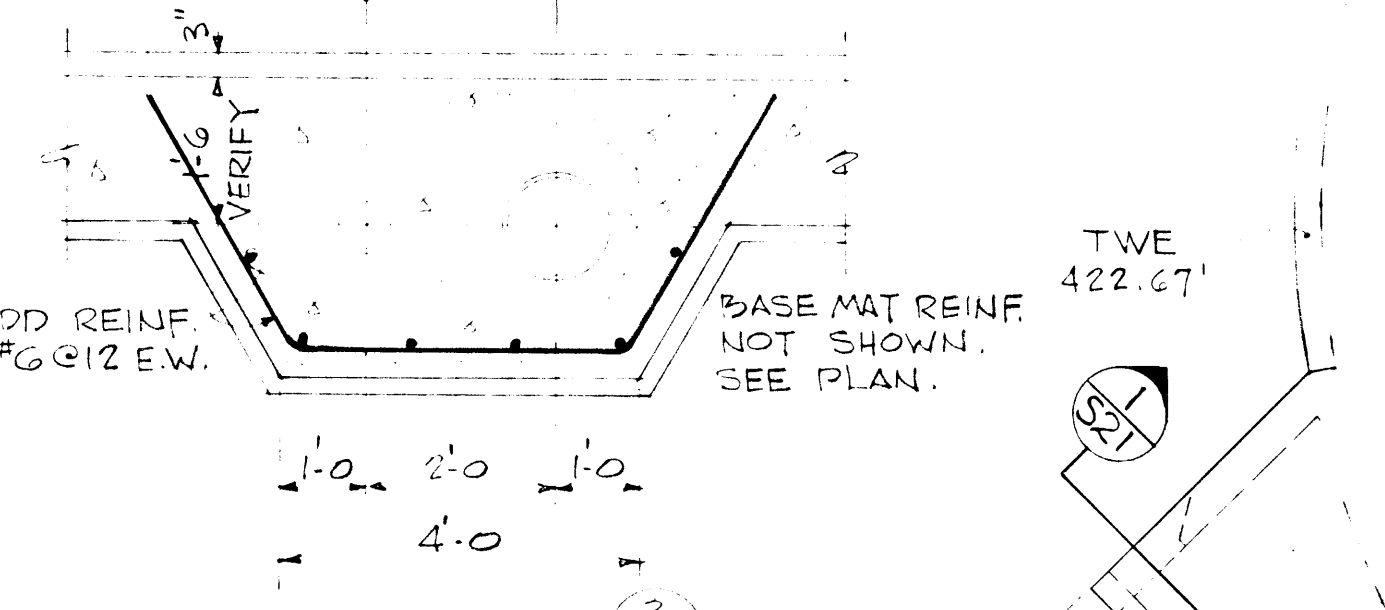 3"
1'-6
VERIFY
DD REINF.
#6@12 E.W.
BASE MAT REINF.
NOT SHOWN.
SEE PLAN.
TWE
422.67'
1
S21
1'-0 2'-0 1'-0
4'-0